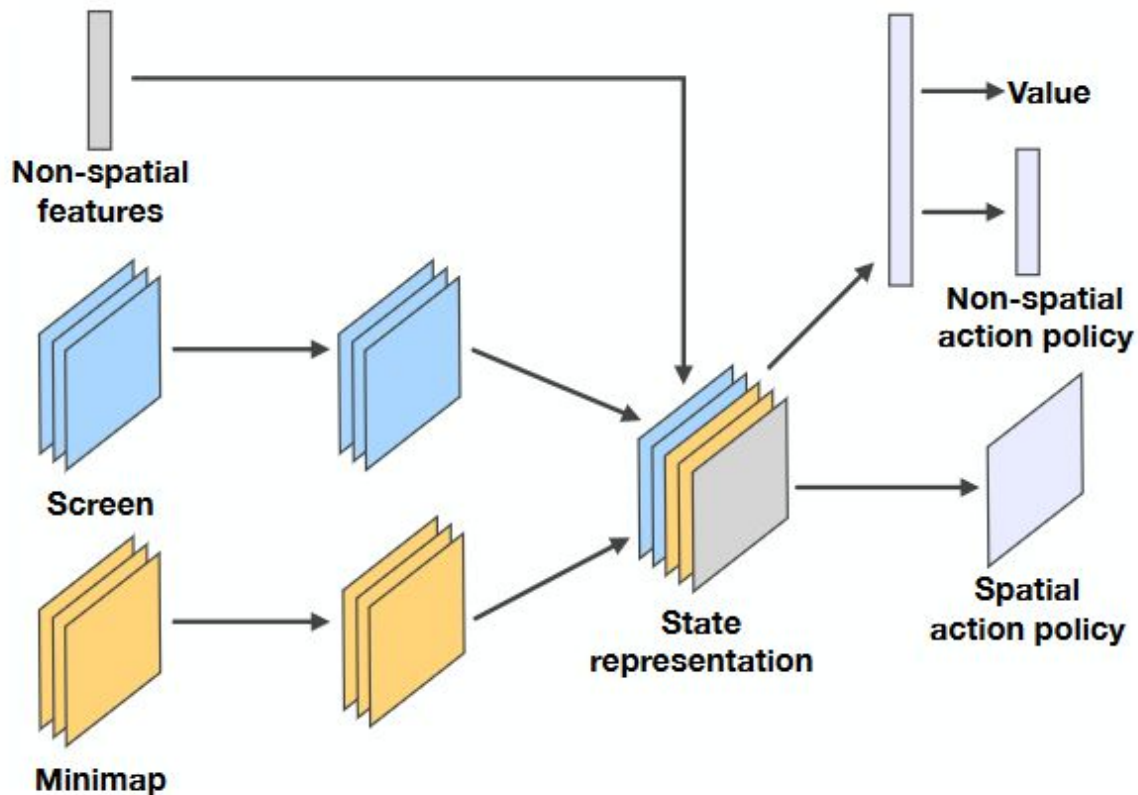 Value
Non-spatial
features
Non-spatial
action policy
Screen
State
representation
Spatial
action policy
Minimap